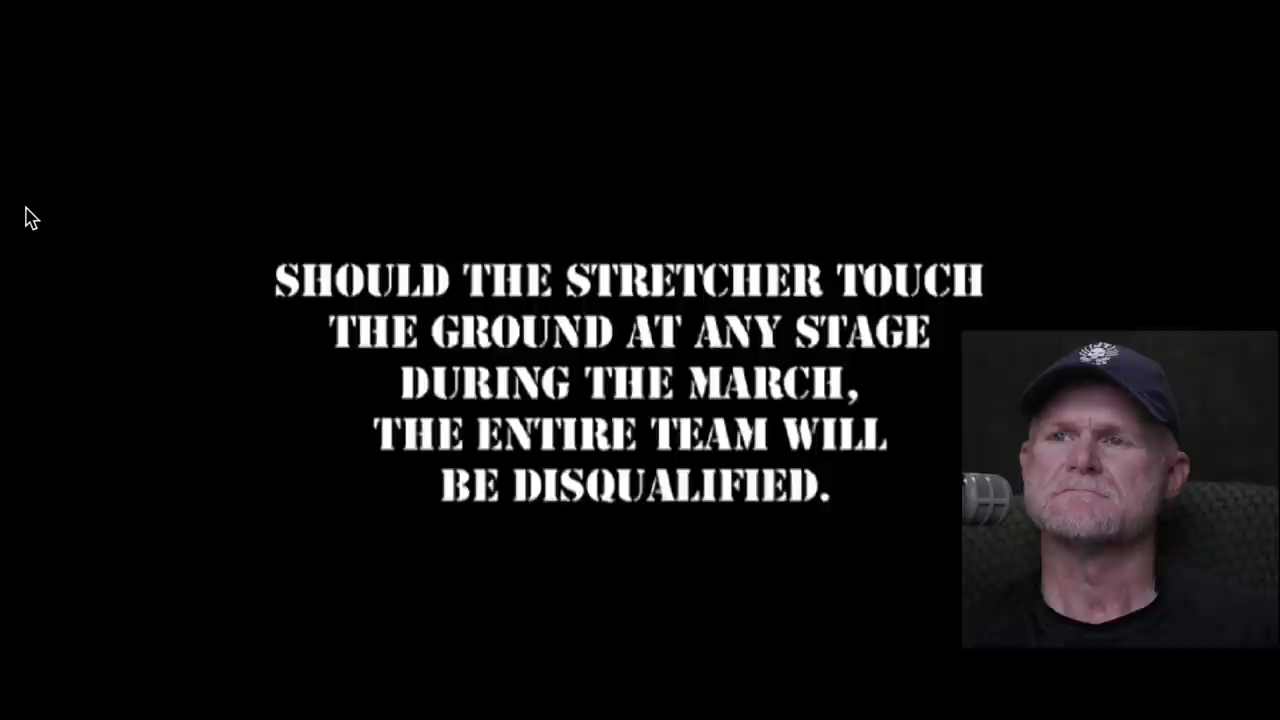 SHOULD THE STRETCHER TOUCH
THE GROUND AT ANY STAGE
DURING THE MARCH,
THE ENTIRE TEAM WILL
BE DISQUALIFIED.